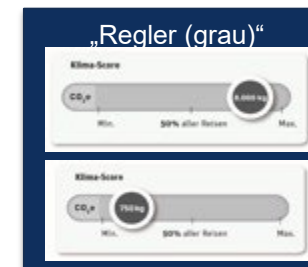 „Regler (grau)“
Klima-Score
CO₂e
Min. 50% aller Reisen Max.
Klima-Score
CO₂e 750 kg
Min. 50% aller Reisen Max.